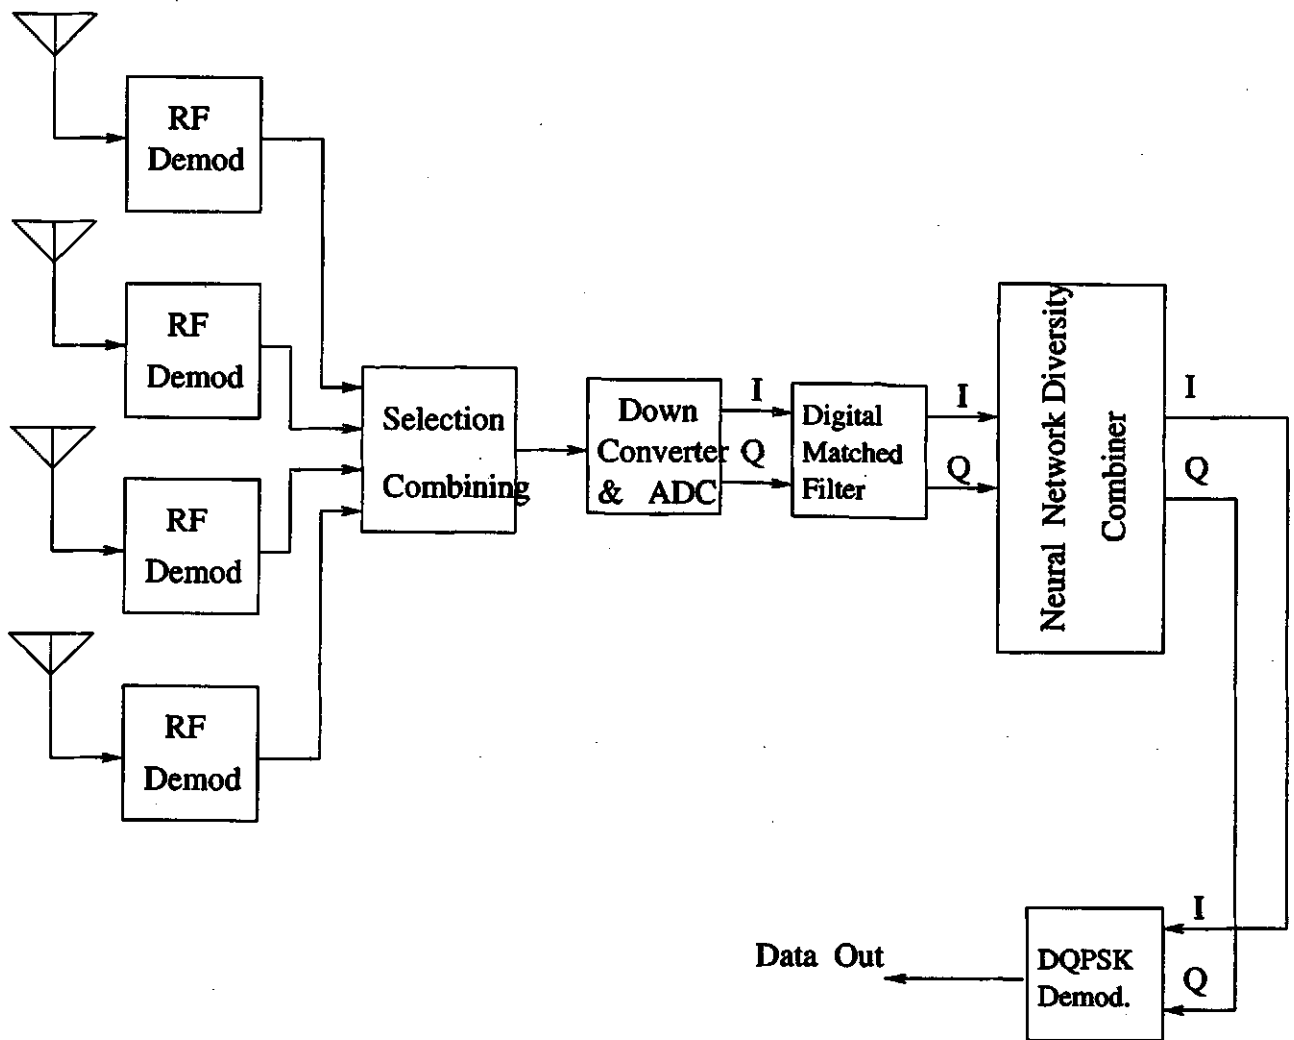 RF
Demod
RF
Demod
RF
Demod
RF
Demod
Selection
Combining
Down
Converter
& ADC
I
Q
Digital
Matched
Filter
I
Q
Neural Network Diversity
Combiner
I
Q
I
Q
DQPSK
Demod.
Data Out